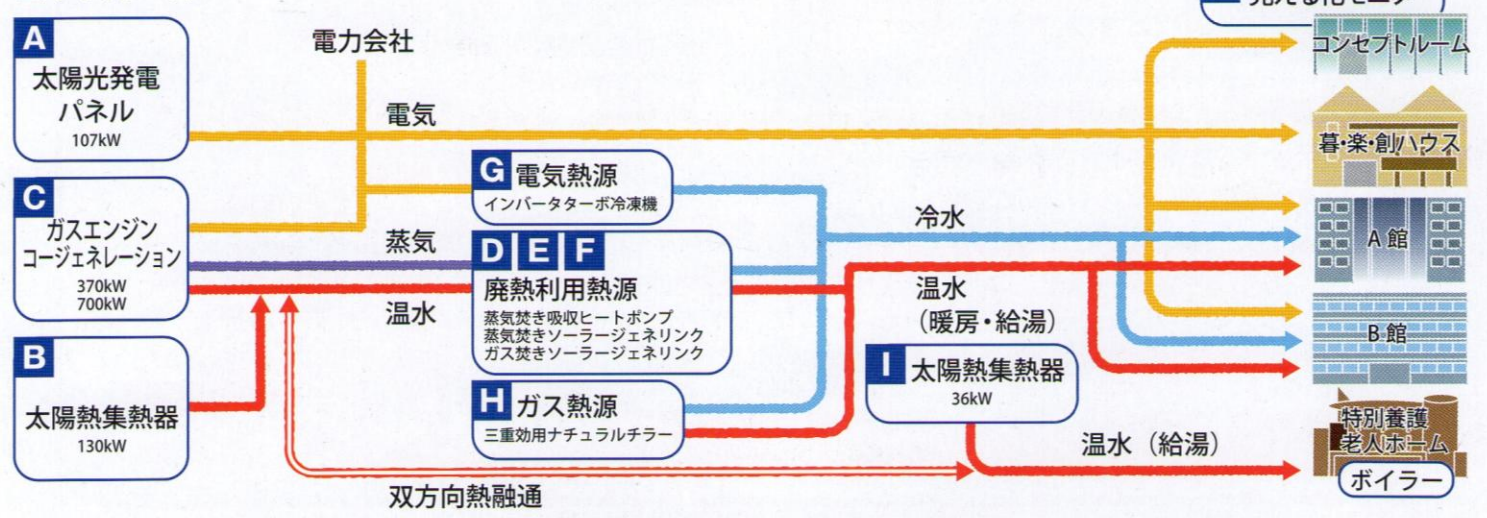 見える化モニター
A
太陽光発電
パネル
107kW
電力会社
電気
コンセプトルーム
暮・楽・創ハウス
C
ガスエンジン
コージェネレーション
370kW
700kW
蒸気
温水
G 電気熱源
インバータターボ冷凍機
D E F
廃熱利用熱源
蒸気焚き吸収ヒートポンプ
蒸気焚きソーラージェネリンク
ガス焚きソーラージェネリンク
冷水
温水
(暖房・給湯)
A館
B館
B
太陽熱集熱器
130kW
H ガス熱源
三重効用ナチュラルチラー
I 太陽熱集熱器
36kW
温水(給湯)
特別養護
老人ホーム
ボイラー
双方向熱融通